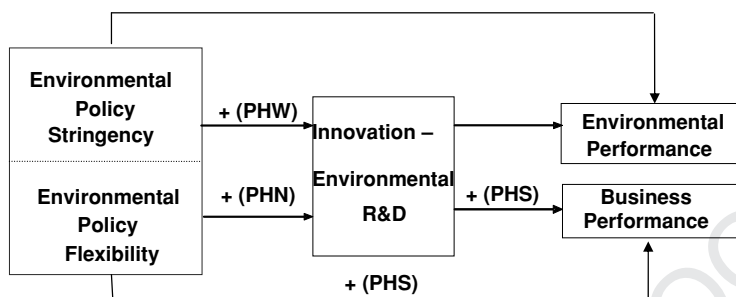 Environmental
Policy
Stringency
+ (PHW)
Innovation –
Environmental
R&D
Environmental
Performance
Environmental
Policy
Flexibility
+ (PHN)
+ (PHS)
Business
Performance
+ (PHS)